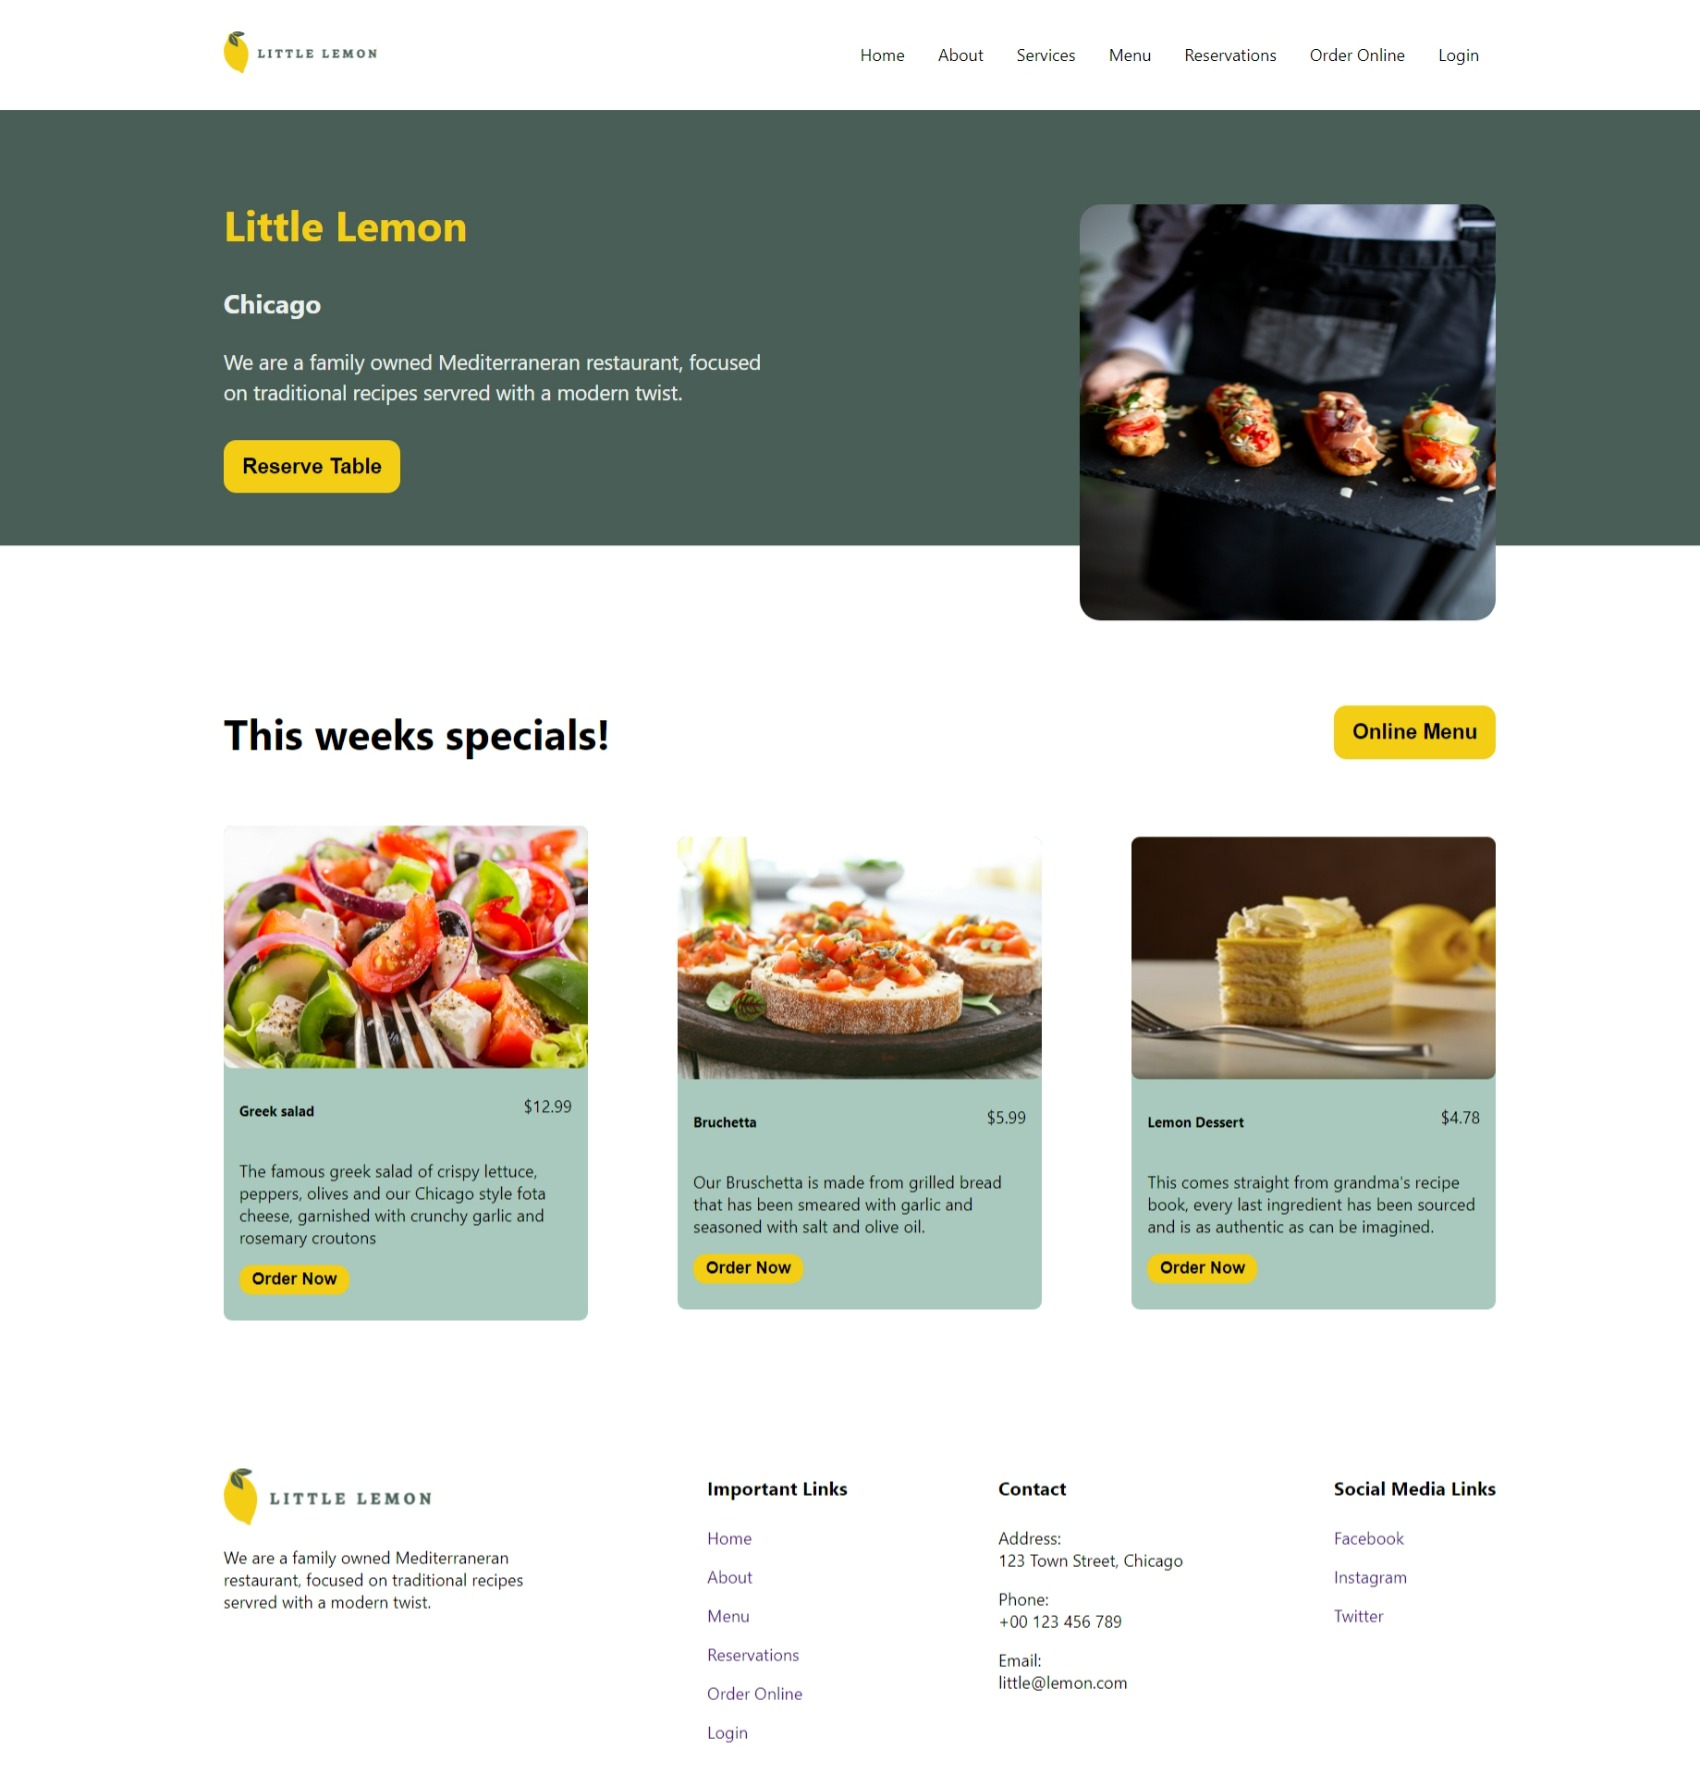 LITTLE LEMON
Home About Services Menu Reservations Order Online Login
Little Lemon
Chicago
We are a family owned Mediterraneran restaurant, focused
on traditional recipes servred with a modern twist.
Reserve Table
This weeks specials!
Online Menu
Greek salad $12.99
The famous greek salad of crispy lettuce,
peppers, olives and our Chicago style fota
cheese, garnished with crunchy garlic and
rosemary croutons
Order Now
Bruchetta $5.99
Our Bruschetta is made from grilled bread
that has been smeared with garlic and
seasoned with salt and olive oil.
Order Now
Lemon Dessert $4.78
This comes straight from grandma's recipe
book, every last ingredient has been sourced
and is as authentic as can be imagined.
Order Now
LITTLE LEMON
We are a family owned Mediterraneran
restaurant, focused on traditional recipes
servred with a modern twist.
Important Links
Home
About
Menu
Reservations
Order Online
Login
Contact
Address:
123 Town Street, Chicago
Phone:
+00 123 456 789
Email:
little@lemon.com
Social Media Links
Facebook
Instagram
Twitter